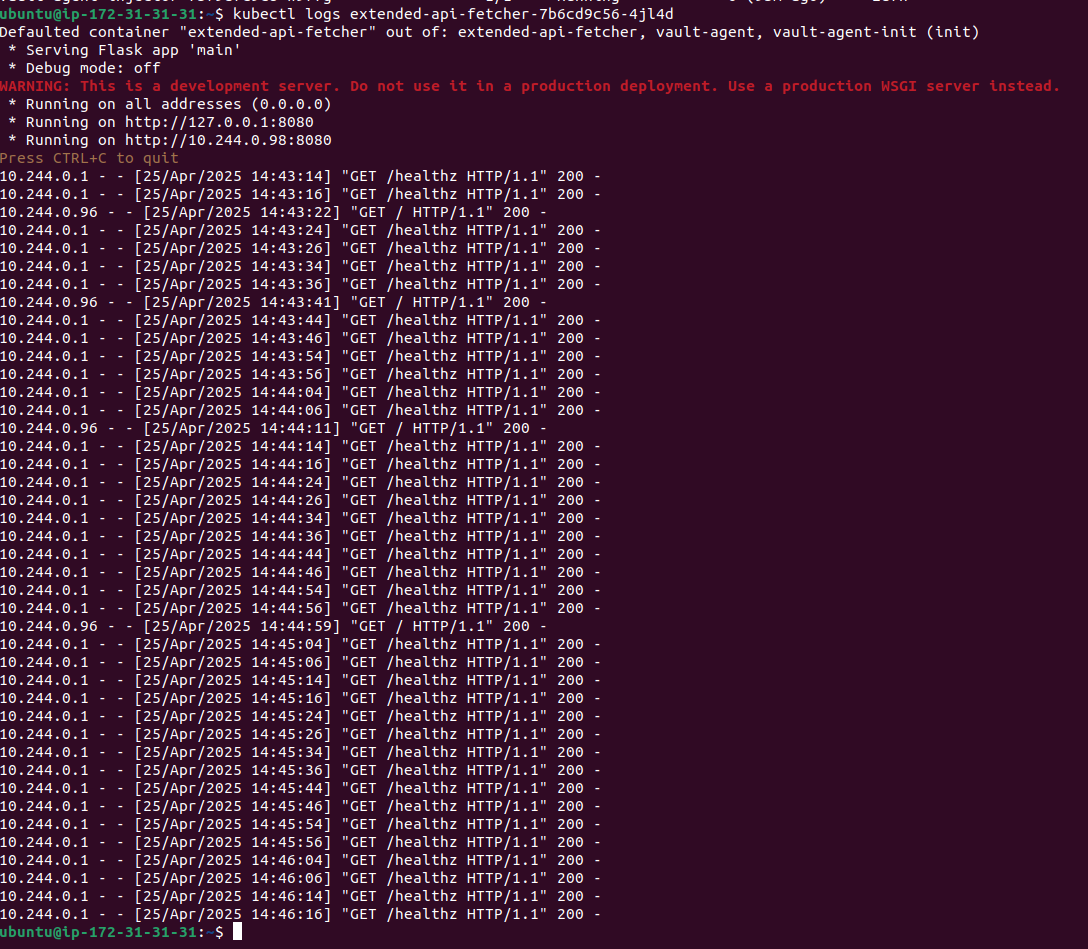 ubuntu@ip-172-31-31-31:~$ kubectl logs extended-api-fetcher-7b6cd9c56-4jl4d
Defaulted container "extended-api-fetcher" out of: extended-api-fetcher, vault-agent, vault-agent-init (init)
 * Serving Flask app 'main'
 * Debug mode: off
WARNING: This is a development server. Do not use it in a production deployment. Use a production WSGI server instead.
 * Running on all addresses (0.0.0.0)
 * Running on http://127.0.0.1:8080
 * Running on http://10.244.0.98:8080
Press CTRL+C to quit
10.244.0.1 - - [25/Apr/2025 14:43:14] "GET /healthz HTTP/1.1" 200 -
10.244.0.1 - - [25/Apr/2025 14:43:16] "GET /healthz HTTP/1.1" 200 -
10.244.0.96 - - [25/Apr/2025 14:43:22] "GET / HTTP/1.1" 200 -
10.244.0.1 - - [25/Apr/2025 14:43:24] "GET /healthz HTTP/1.1" 200 -
10.244.0.1 - - [25/Apr/2025 14:43:26] "GET /healthz HTTP/1.1" 200 -
10.244.0.1 - - [25/Apr/2025 14:43:34] "GET /healthz HTTP/1.1" 200 -
10.244.0.1 - - [25/Apr/2025 14:43:36] "GET /healthz HTTP/1.1" 200 -
10.244.0.96 - - [25/Apr/2025 14:43:41] "GET / HTTP/1.1" 200 -
10.244.0.1 - - [25/Apr/2025 14:43:44] "GET /healthz HTTP/1.1" 200 -
10.244.0.1 - - [25/Apr/2025 14:43:46] "GET /healthz HTTP/1.1" 200 -
10.244.0.1 - - [25/Apr/2025 14:43:54] "GET /healthz HTTP/1.1" 200 -
10.244.0.1 - - [25/Apr/2025 14:43:56] "GET /healthz HTTP/1.1" 200 -
10.244.0.1 - - [25/Apr/2025 14:44:04] "GET /healthz HTTP/1.1" 200 -
10.244.0.1 - - [25/Apr/2025 14:44:06] "GET /healthz HTTP/1.1" 200 -
10.244.0.96 - - [25/Apr/2025 14:44:11] "GET / HTTP/1.1" 200 -
10.244.0.1 - - [25/Apr/2025 14:44:14] "GET /healthz HTTP/1.1" 200 -
10.244.0.1 - - [25/Apr/2025 14:44:16] "GET /healthz HTTP/1.1" 200 -
10.244.0.1 - - [25/Apr/2025 14:44:24] "GET /healthz HTTP/1.1" 200 -
10.244.0.1 - - [25/Apr/2025 14:44:26] "GET /healthz HTTP/1.1" 200 -
10.244.0.1 - - [25/Apr/2025 14:44:34] "GET /healthz HTTP/1.1" 200 -
10.244.0.1 - - [25/Apr/2025 14:44:36] "GET /healthz HTTP/1.1" 200 -
10.244.0.1 - - [25/Apr/2025 14:44:44] "GET /healthz HTTP/1.1" 200 -
10.244.0.1 - - [25/Apr/2025 14:44:46] "GET /healthz HTTP/1.1" 200 -
10.244.0.1 - - [25/Apr/2025 14:44:54] "GET /healthz HTTP/1.1" 200 -
10.244.0.1 - - [25/Apr/2025 14:44:56] "GET /healthz HTTP/1.1" 200 -
10.244.0.96 - - [25/Apr/2025 14:44:59] "GET / HTTP/1.1" 200 -
10.244.0.1 - - [25/Apr/2025 14:45:04] "GET /healthz HTTP/1.1" 200 -
10.244.0.1 - - [25/Apr/2025 14:45:06] "GET /healthz HTTP/1.1" 200 -
10.244.0.1 - - [25/Apr/2025 14:45:14] "GET /healthz HTTP/1.1" 200 -
10.244.0.1 - - [25/Apr/2025 14:45:16] "GET /healthz HTTP/1.1" 200 -
10.244.0.1 - - [25/Apr/2025 14:45:24] "GET /healthz HTTP/1.1" 200 -
10.244.0.1 - - [25/Apr/2025 14:45:26] "GET /healthz HTTP/1.1" 200 -
10.244.0.1 - - [25/Apr/2025 14:45:34] "GET /healthz HTTP/1.1" 200 -
10.244.0.1 - - [25/Apr/2025 14:45:36] "GET /healthz HTTP/1.1" 200 -
10.244.0.1 - - [25/Apr/2025 14:45:44] "GET /healthz HTTP/1.1" 200 -
10.244.0.1 - - [25/Apr/2025 14:45:46] "GET /healthz HTTP/1.1" 200 -
10.244.0.1 - - [25/Apr/2025 14:45:54] "GET /healthz HTTP/1.1" 200 -
10.244.0.1 - - [25/Apr/2025 14:45:56] "GET /healthz HTTP/1.1" 200 -
10.244.0.1 - - [25/Apr/2025 14:46:04] "GET /healthz HTTP/1.1" 200 -
10.244.0.1 - - [25/Apr/2025 14:46:06] "GET /healthz HTTP/1.1" 200 -
10.244.0.1 - - [25/Apr/2025 14:46:14] "GET /healthz HTTP/1.1" 200 -
10.244.0.1 - - [25/Apr/2025 14:46:16] "GET /healthz HTTP/1.1" 200 -
ubuntu@ip-172-31-31-31:~$